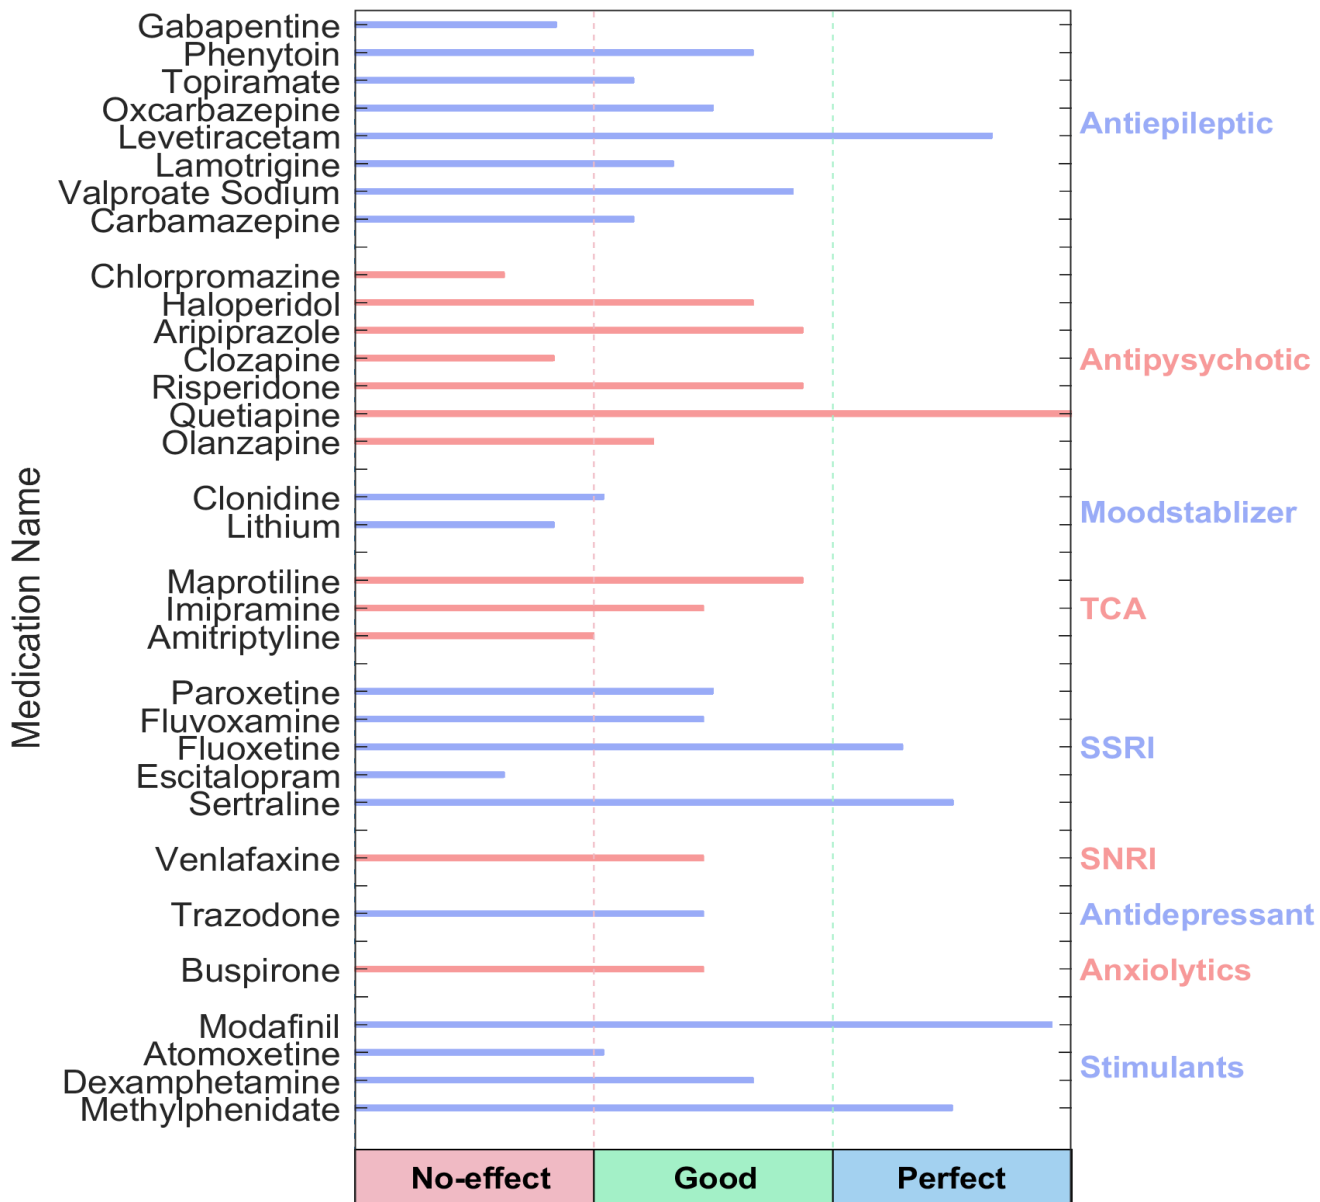 Gabapentine
Phenytoin
Topiramate
Oxcarbazepine
Levetiracetam
Lamotrigine
Valproate Sodium
Carbamazepine
Antiepileptic
Chlorpromazine
Haloperidol
Aripiprazole
Clozapine
Risperidone
Quetiapine
Olanzapine
Antipysychotic
Clonidine
Lithium
Moodstablizer
Maprotiline
Imipramine
Amitriptyline
TCA
Paroxetine
Fluvoxamine
Fluoxetine
Escitalopram
Sertraline
SSRI
Venlafaxine
SNRI
Trazodone
Antidepressant
Buspirone
Anxiolytics
Modafinil
Atomoxetine
Dexamphetamine
Methylphenidate
Stimulants
Medication Name
No-effect
Good
Perfect